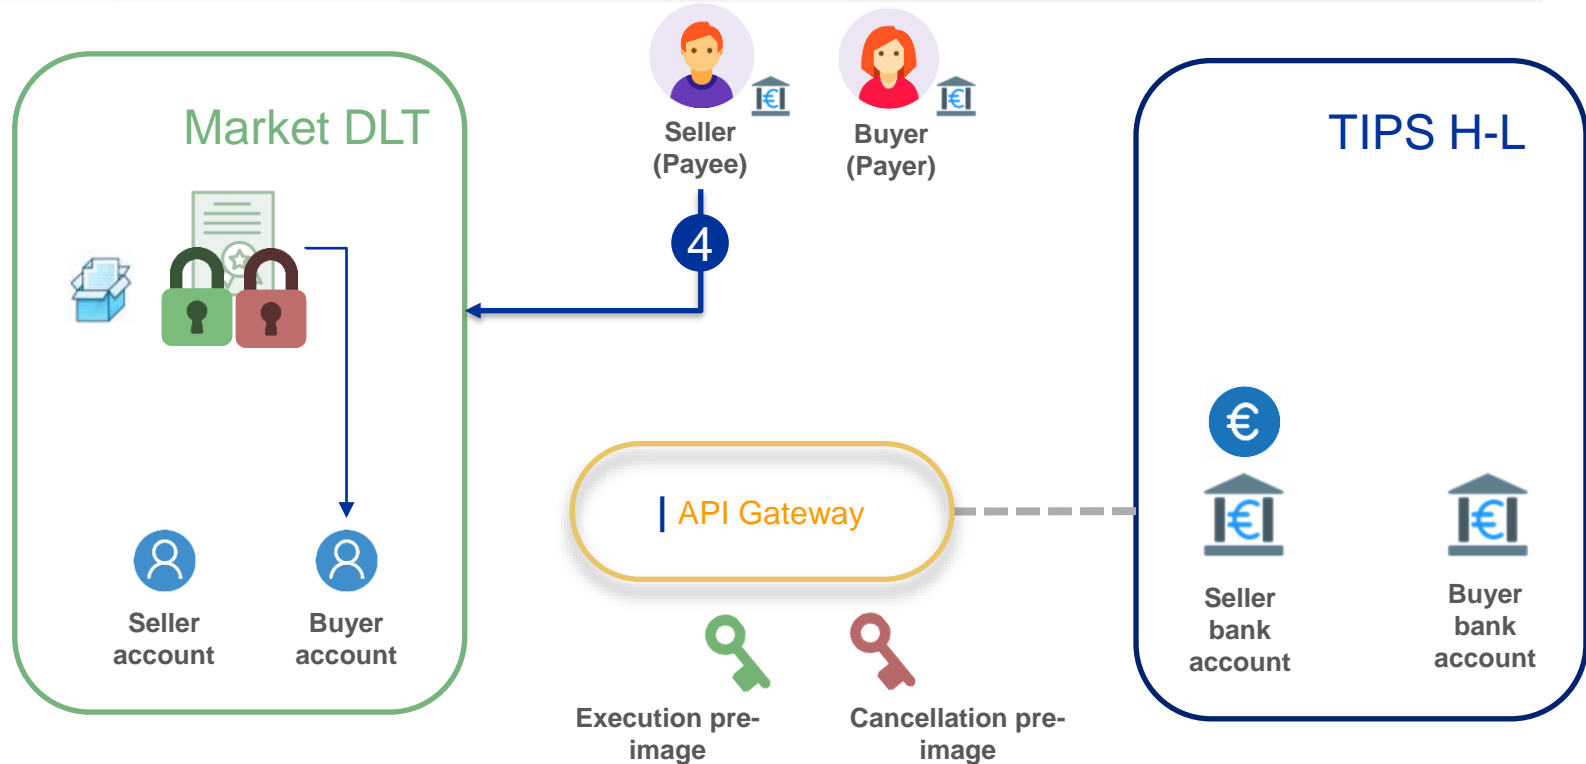 Market DLT
Seller
(Payee)
Buyer
(Payer)
TIPS H-L
4
€
€
€
API Gateway
€
€
Seller
account
Buyer
account
Seller
bank
account
Buyer
bank
account
Execution pre-
image
Cancellation pre-
image